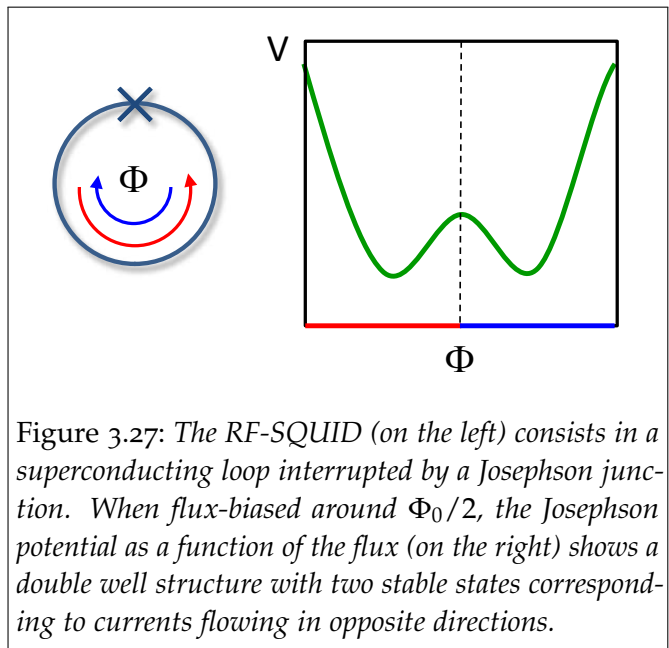 V
Φ
Φ
Figure 3.27: The RF-SQUID (on the left) consists in a
superconducting loop interrupted by a Josephson junc-
tion. When flux-biased around Φ₀/2, the Josephson
potential as a function of the flux (on the right) shows a
double well structure with two stable states correspond-
ing to currents flowing in opposite directions.